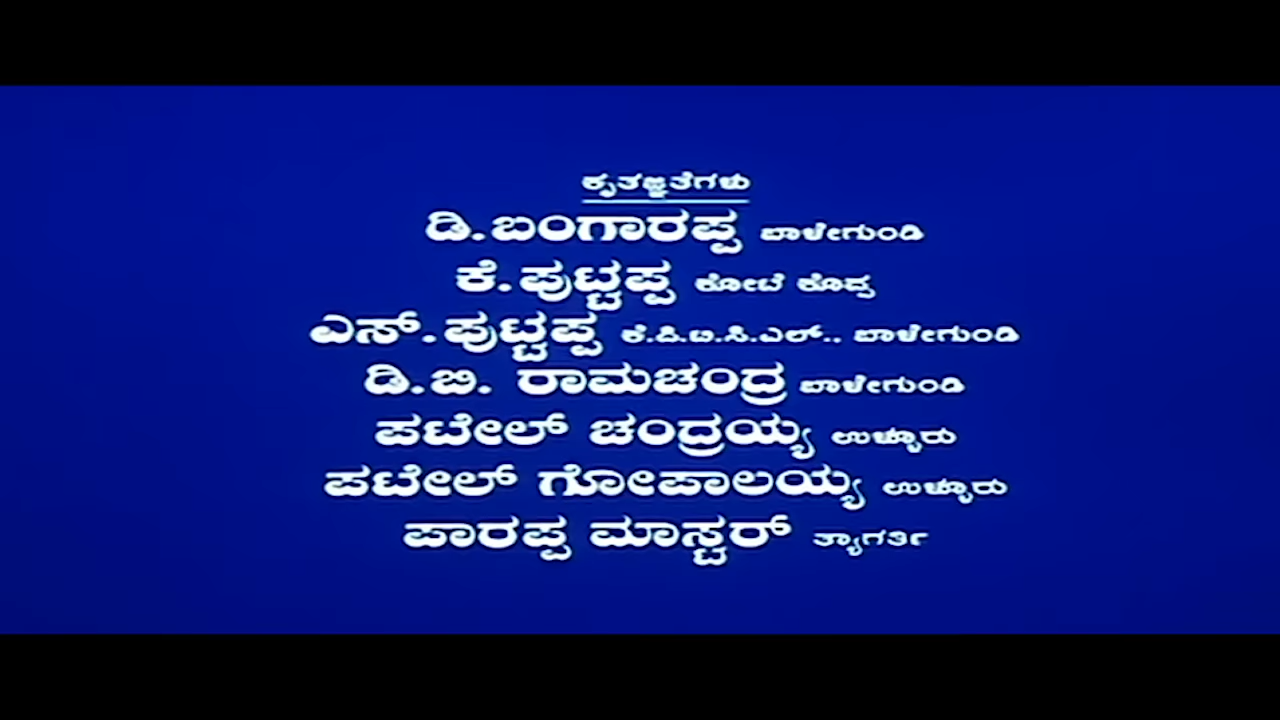 ಕೃತಜ್ಞತೆಗಳು
ಡಿ.ಬಂಗಾರಪ್ಪ ಬಾಳೇಗುಂಡಿ
ಕೆ.ಪುಟ್ಟಪ್ಪ ಕೋಟೆ ಕೊಪ್ಪ
ಎಸ್.ಪುಟ್ಟಪ್ಪ ಕೆ.ಪಿ.ಟಿ.ಸಿ.ಎಲ್.. ಬಾಳೇಗುಂಡಿ
ಡಿ.ಬಿ. ರಾಮಚಂದ್ರ ಬಾಳೇಗುಂಡಿ
ಪಟೇಲ್ ಚಂದ್ರಯ್ಯ ಉಳ್ಳೂರು
ಪಟೇಲ್ ಗೋಪಾಲಯ್ಯ ಉಳ್ಳೂರು
ಪಾರಪ್ಪ ಮಾಸ್ಟರ್ ತ್ಯಾಗರ್ತಿ